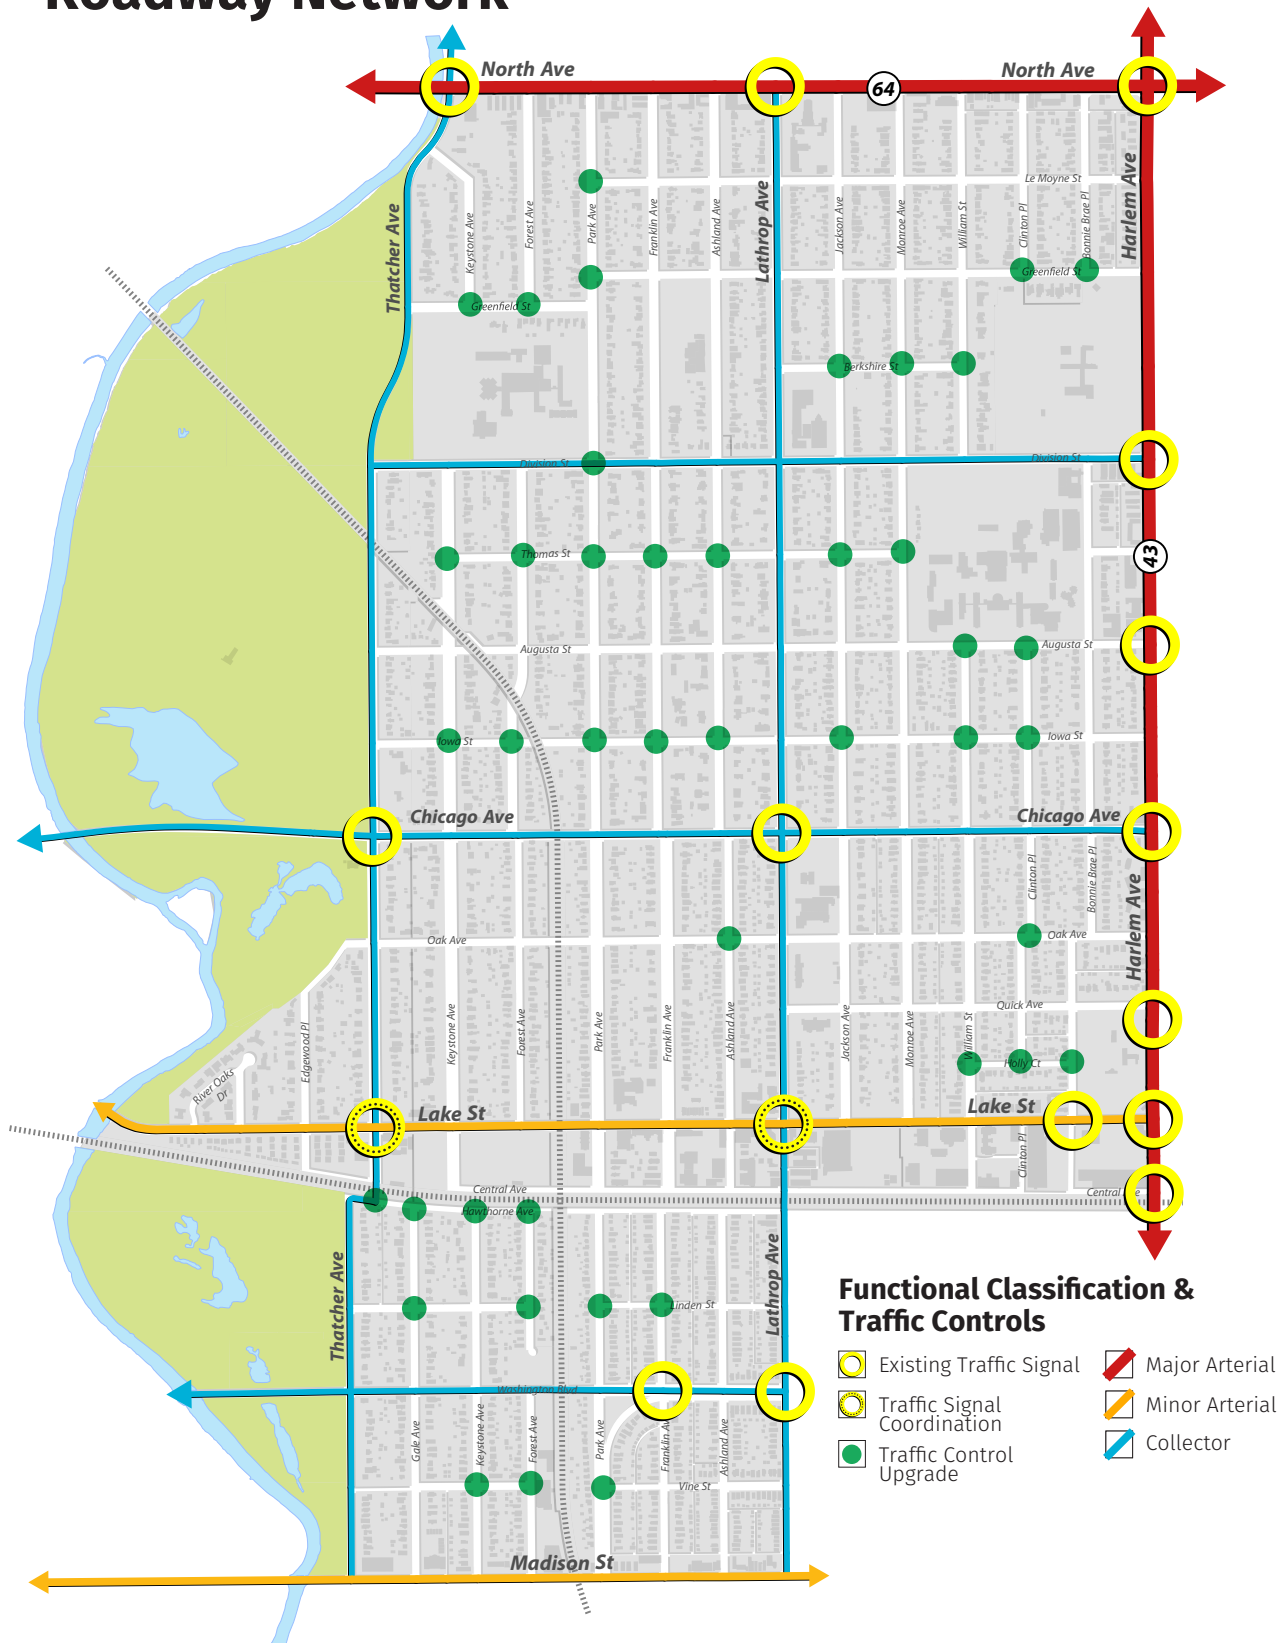 Roadway Network
North Ave
North Ave
64
Le Moyne St
Harlem Ave
Thatcher Ave
Keystone Ave
Forest Ave
Park Ave
Franklin Ave
Ashland Ave
Lathrop Ave
Jackson Ave
Monroe Ave
William St
Clinton Pl
Bonnie Brae Pl
Greenfield St
Greenfield St
Berkshire St
Division St
Division St
Thomas St
43
Augusta St
Augusta St
Iowa St
Iowa St
Chicago Ave
Chicago Ave
Clinton Pl
Bonnie Brae Pl
Harlem Ave
Oak Ave
Oak Ave
Quick Ave
Edgewood Pl
Keystone Ave
Forest Ave
Park Ave
Franklin Ave
Ashland Ave
Jackson Ave
Monroe Ave
William St
Holly Ct
River Oaks
Dr
Lake St
Lake St
Clinton Pl
Central Ave
Central Ave
Hawthorne Ave
Thatcher Ave
Lathrop Ave
Linden St
Washington Blvd
Gale Ave
Keystone Ave
Forest Ave
Park Ave
Franklin Ave
Ashland Ave
Vine St
Madison St
Functional Classification &
Traffic Controls
Existing Traffic Signal
Traffic Signal
Coordination
Traffic Control
Upgrade
Major Arterial
Minor Arterial
Collector